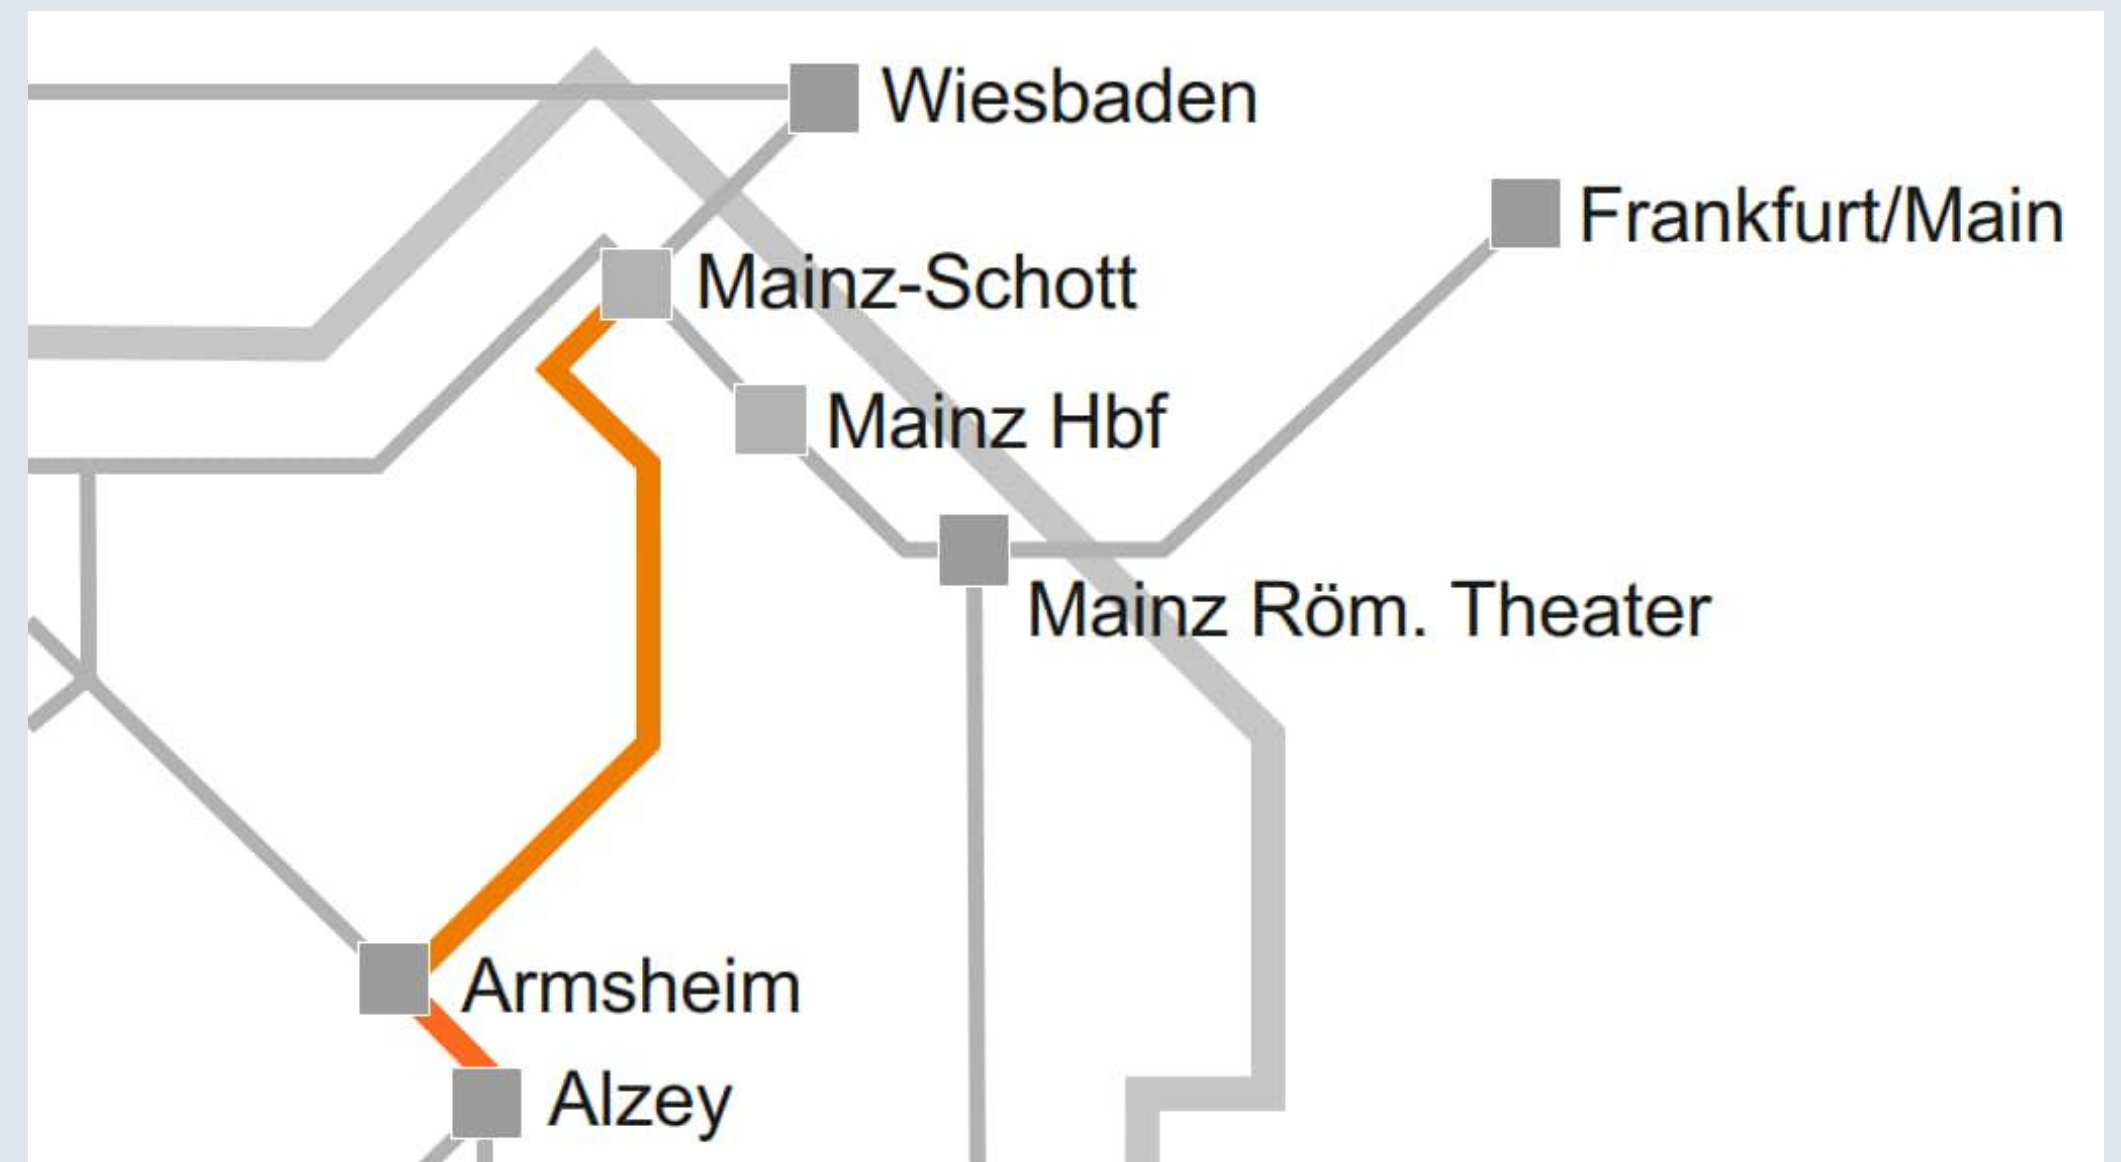 Wiesbaden
Frankfurt/Main
Mainz-Schott
Mainz Hbf
Mainz Röm. Theater
Armsheim
Alzey